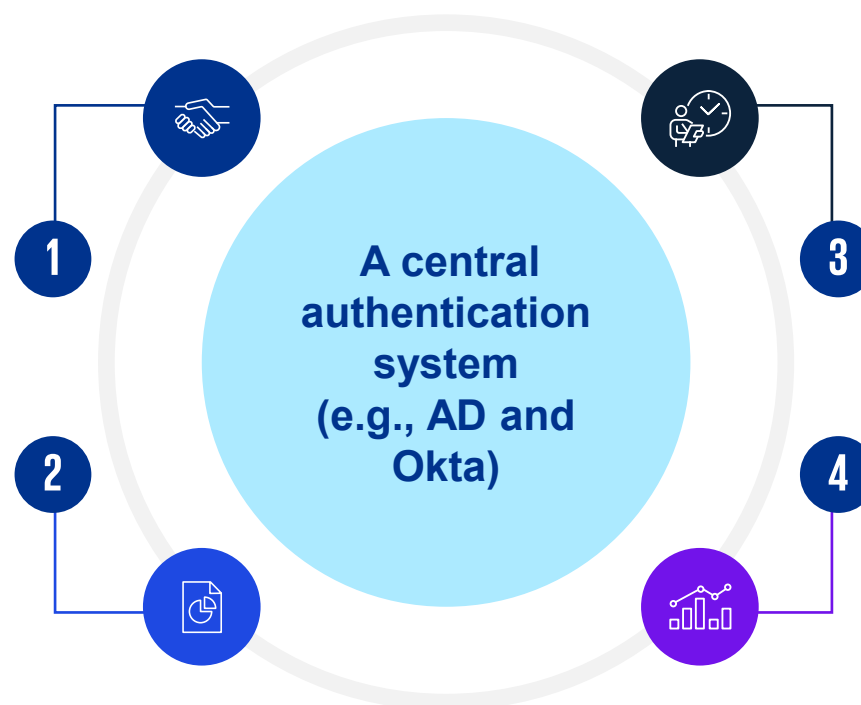 1
3
A central
authentication
system
(e.g., AD and
Okta)
2
4